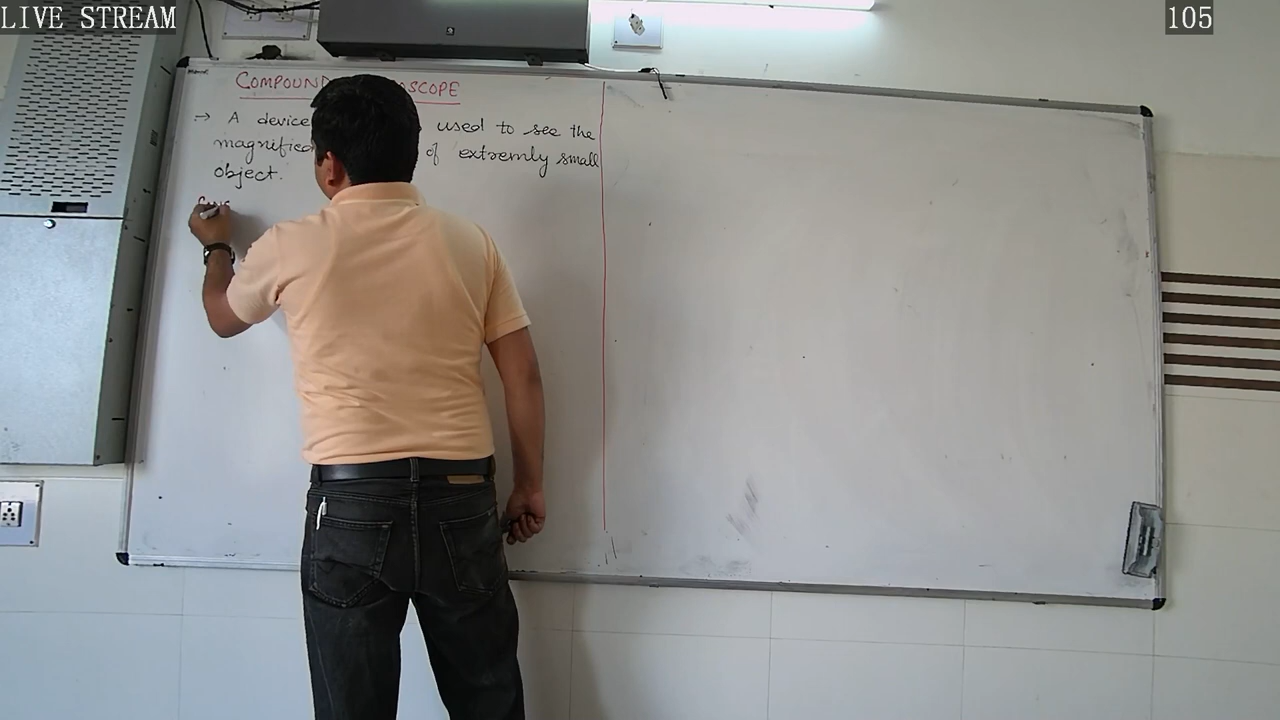 LIVE STREAM
105
COMPOUND SCOPE
→ A device used to see the
magnified of extremly small
object.